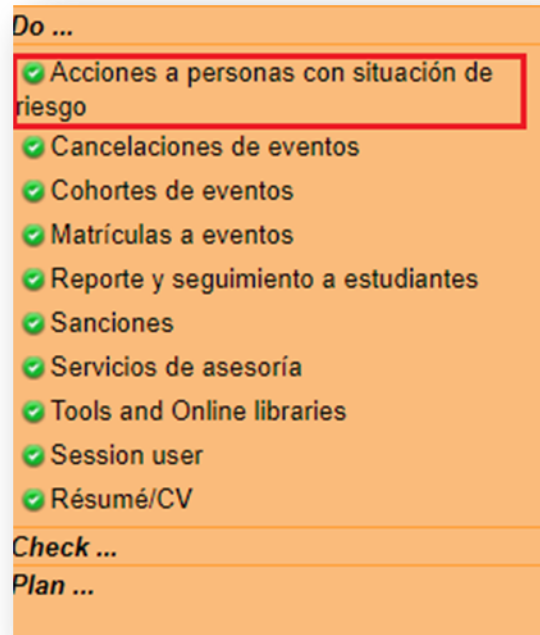 Do ...
Acciones a personas con situación de
riesgo
Cancelaciones de eventos
Cohortes de eventos
Matrículas a eventos
Reporte y seguimiento a estudiantes
Sanciones
Servicios de asesoría
Tools and Online libraries
Session user
Résumé/CV
Check ...
Plan ...